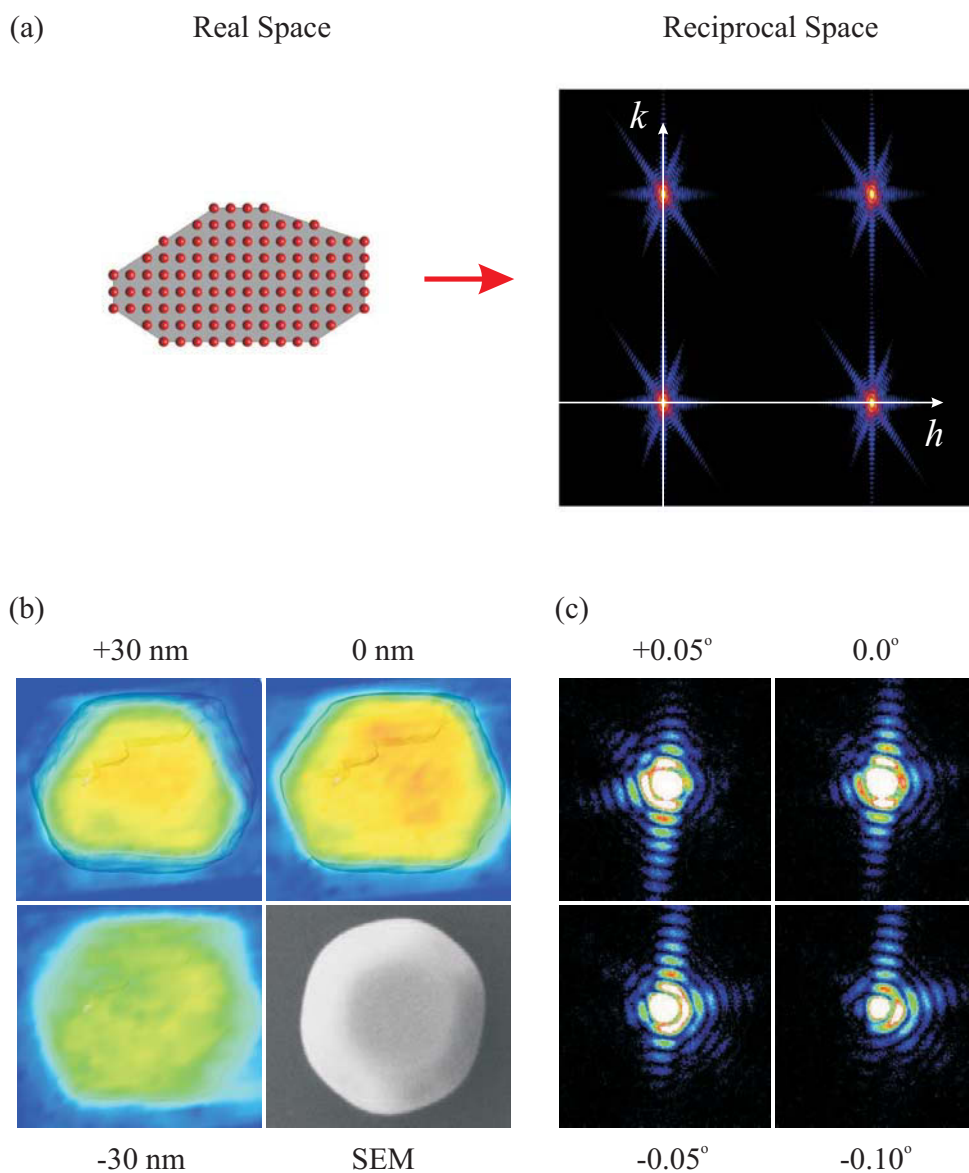 (a)
Real Space
Reciprocal Space
k
h
(b)
(c)
+30 nm
0 nm
+0.05°
0.0°
-30 nm
SEM
-0.05°
-0.10°